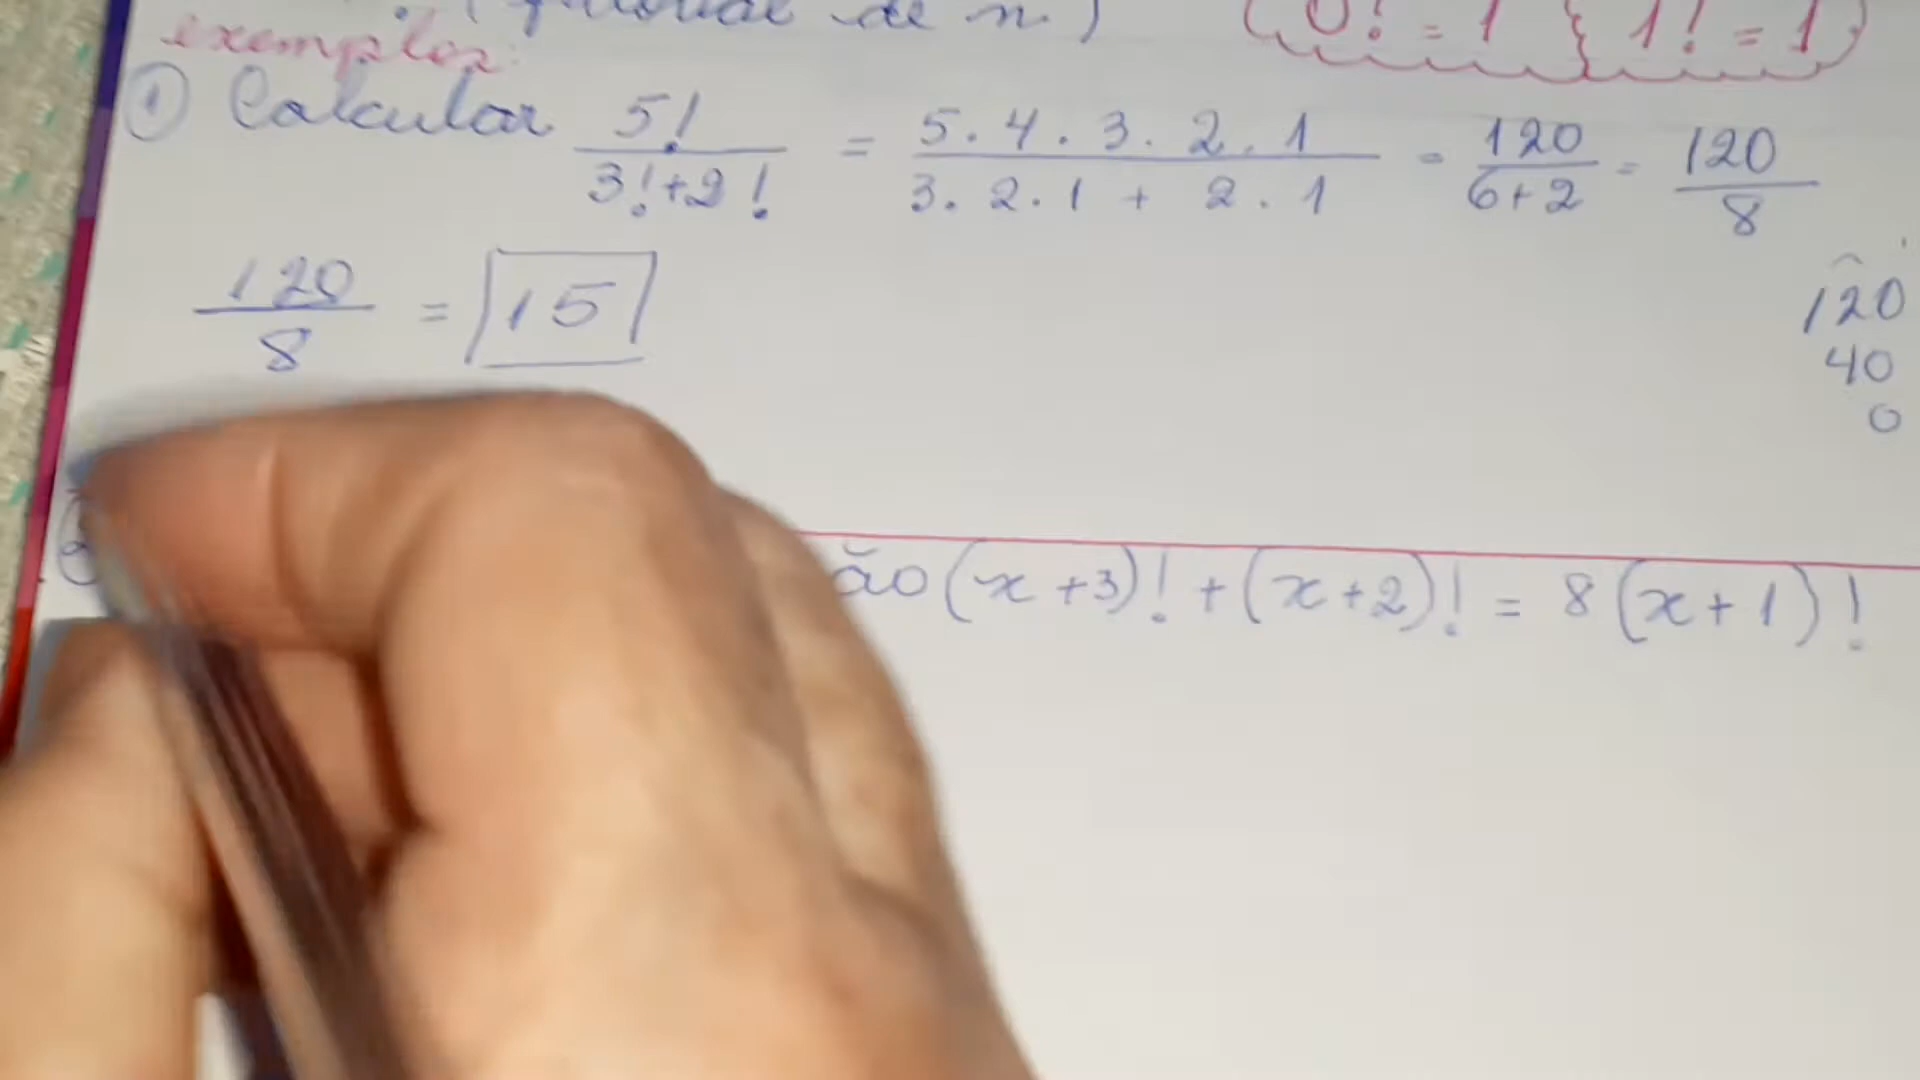 de n)
0! = 1 1! = 1
exemplos:
① Calcular 5!/3!+2! = 5.4.3.2.1/3.2.1 + 2.1 = 120/6+2 = 120/8
120/8 = 15
120
40
0
ão (x+3)! + (x+2)! = 8(x+1)!